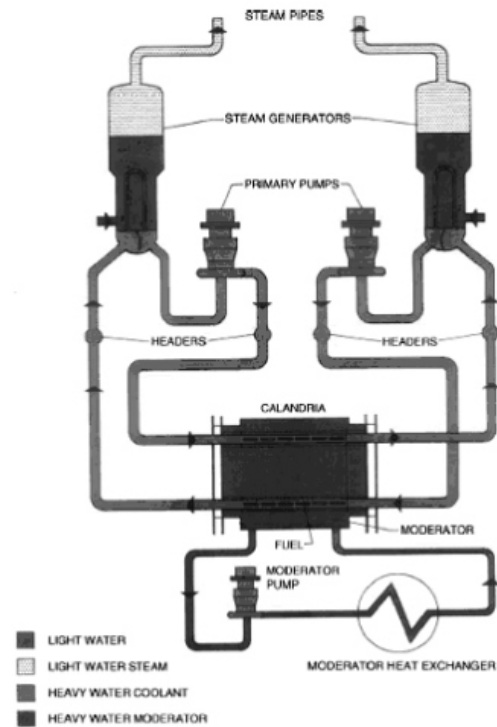 STEAM PIPES
STEAM GENERATORS
PRIMARY PUMPS
HEADERS
HEADERS
CALANDRIA
MODERATOR
FUEL
MODERATOR
PUMP
MODERATOR HEAT EXCHANGER
LIGHT WATER
LIGHT WATER STEAM
HEAVY WATER COOLANT
HEAVY WATER MODERATOR